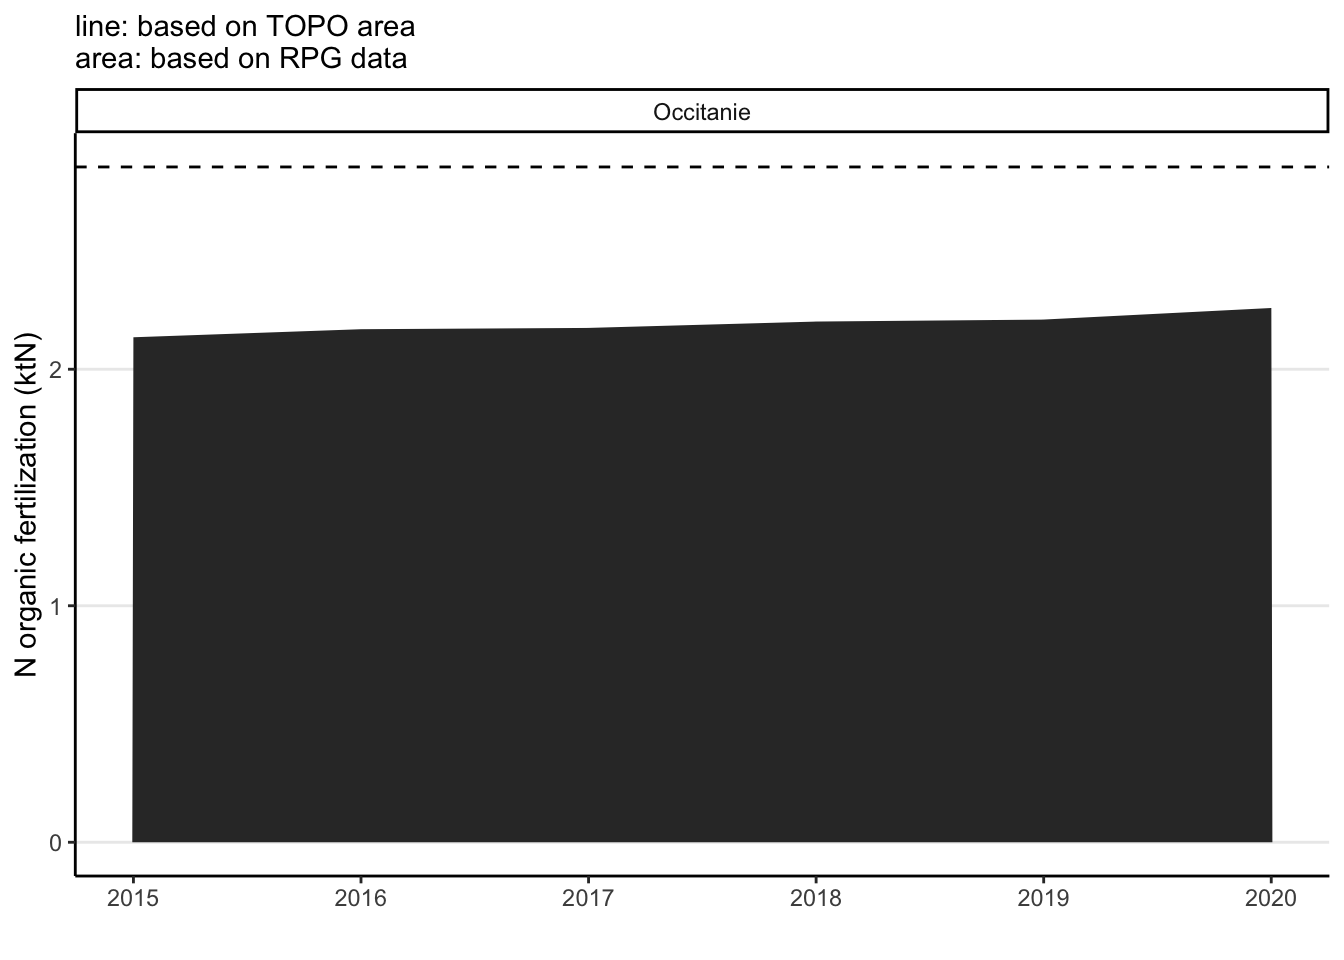 line: based on TOPO area
area: based on RPG data
Occitanie
N organic fertilization (ktN)
2
1
0
2015 2016 2017 2018 2019 2020